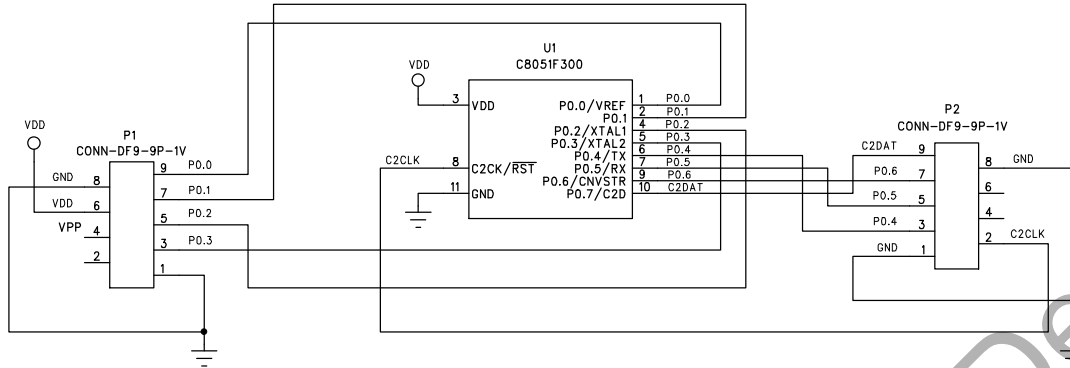 U1
C8051F300
VDD
3 VDD
P0.0/VREF 1 P0.0
P0.1 2 P0.1
P0.2/XTAL1 4 P0.2
P0.3/XTAL2 5 P0.3
P0.4/TX 6 P0.4
P0.5/RX 7 P0.5
P0.6/CNVSTR 9 P0.6
P0.7/C2D 10 C2DAT
C2CLK 8 C2CK/RST
11 GND
VDD
P1
CONN-DF9-9P-1V
9 P0.0
GND 8
7 P0.1
VDD 6
5 P0.2
VPP 4
3 P0.3
2
1
P2
CONN-DF9-9P-1V
C2DAT 9
8 GND
P0.6 7
6
P0.5 5
4
P0.4 3
2 C2CLK
GND 1